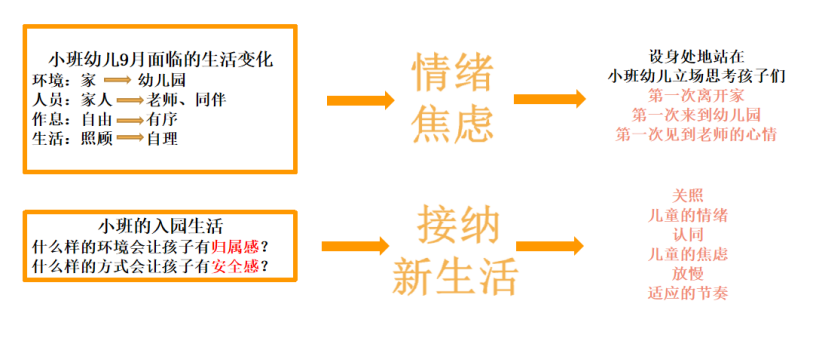 小班幼儿9月面临的生活变化
环境：家 幼儿园
人员：家人 老师、同伴
作息：自由 有序
生活：照顾 自理
情绪
焦虑
设身处地站在
小班幼儿立场思考孩子们
第一次离开家
第一次来到幼儿园
第一次见到老师的心情
小班的入园生活
什么样的环境会让孩子有归属感？
什么样的方式会让孩子有安全感？
接纳
新生活
关照
儿童的情绪
认同
儿童的焦虑
放慢
适应的节奏